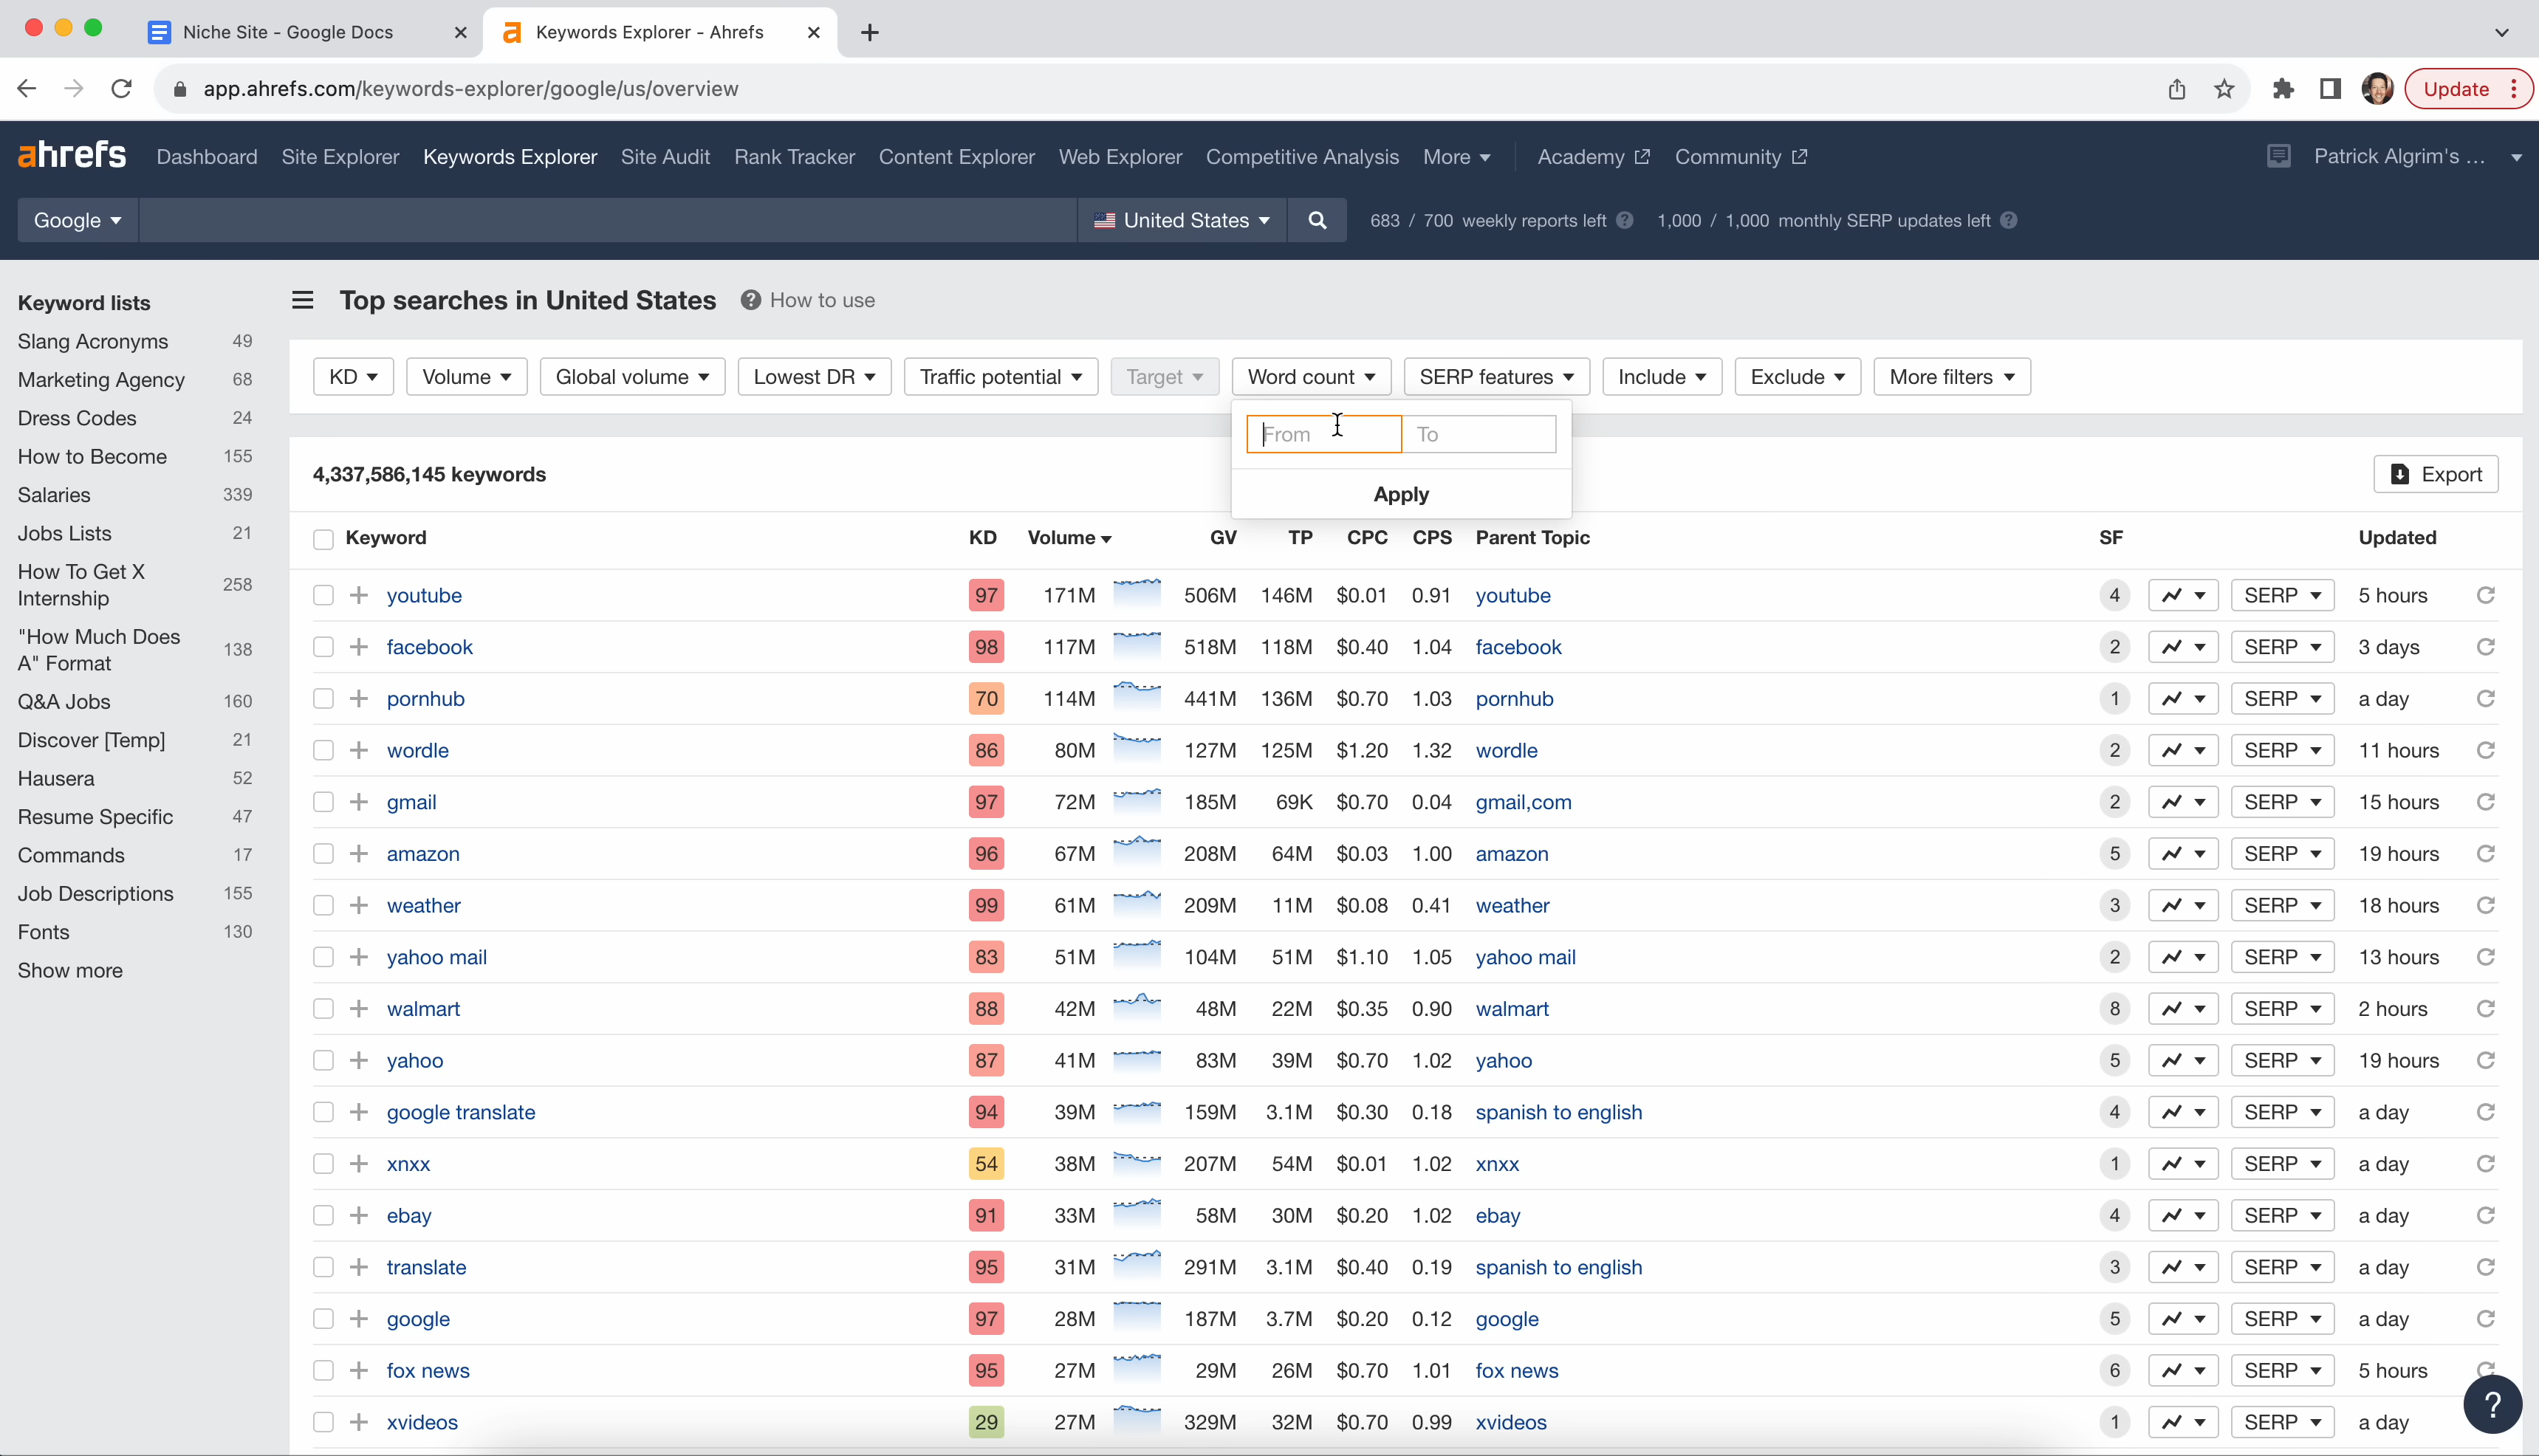 Niche Site - Google Docs
Keywords Explorer - Ahrefs
app.ahrefs.com/keywords-explorer/google/us/overview
Update
ahrefs Dashboard Site Explorer Keywords Explorer Site Audit Rank Tracker Content Explorer Web Explorer Competitive Analysis More Academy Community Patrick Algrim's ...
Google United States 683 / 700 weekly reports left ? 1,000 / 1,000 monthly SERP updates left ?
Keyword lists
Slang Acronyms 49
Marketing Agency 68
Dress Codes 24
How to Become 155
Salaries 339
Jobs Lists 21
How To Get X
Internship 258
"How Much Does
A" Format 138
Q&A Jobs 160
Discover [Temp] 21
Hausera 52
Resume Specific 47
Commands 17
Job Descriptions 155
Fonts 130
Show more
Top searches in United States ? How to use
KD Volume Global volume Lowest DR Traffic potential Target Word count SERP features Include Exclude More filters
From To
Apply
4,337,586,145 keywords
Export
Keyword KD Volume GV TP CPC CPS Parent Topic SF Updated
youtube 97 171M 506M 146M $0.01 0.91 youtube 4 SERP 5 hours
facebook 98 117M 518M 118M $0.40 1.04 facebook 2 SERP 3 days
pornhub 70 114M 441M 136M $0.70 1.03 pornhub 1 SERP a day
wordle 86 80M 127M 125M $1.20 1.32 wordle 2 SERP 11 hours
gmail 97 72M 185M 69K $0.70 0.04 gmail,com 2 SERP 15 hours
amazon 96 67M 208M 64M $0.03 1.00 amazon 5 SERP 19 hours
weather 99 61M 209M 11M $0.08 0.41 weather 3 SERP 18 hours
yahoo mail 83 51M 104M 51M $1.10 1.05 yahoo mail 2 SERP 13 hours
walmart 88 42M 48M 22M $0.35 0.90 walmart 8 SERP 2 hours
yahoo 87 41M 83M 39M $0.70 1.02 yahoo 5 SERP 19 hours
google translate 94 39M 159M 3.1M $0.30 0.18 spanish to english 4 SERP a day
xnxx 54 38M 207M 54M $0.01 1.02 xnxx 1 SERP a day
ebay 91 33M 58M 30M $0.20 1.02 ebay 4 SERP a day
translate 95 31M 291M 3.1M $0.40 0.19 spanish to english 3 SERP a day
google 97 28M 187M 3.7M $0.20 0.12 google 5 SERP a day
fox news 95 27M 29M 26M $0.70 1.01 fox news 6 SERP 5 hours
xvideos 29 27M 329M 32M $0.70 0.99 xvideos 1 SERP a day
?